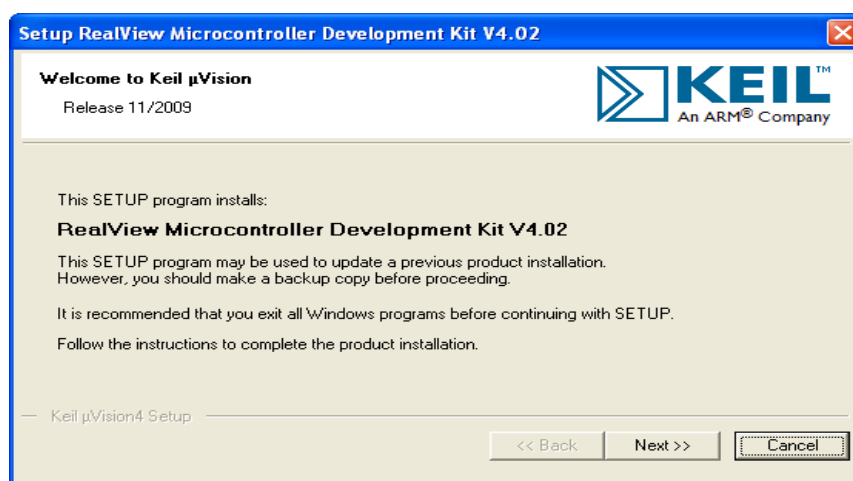 Setup RealView Microcontroller Development Kit V4.02
Welcome to Keil µVision
Release 11/2009
KEIL™
An ARM® Company
This SETUP program installs:
RealView Microcontroller Development Kit V4.02
This SETUP program may be used to update a previous product installation.
However, you should make a backup copy before proceeding.
It is recommended that you exit all Windows programs before continuing with SETUP.
Follow the instructions to complete the product installation.
Keil µVision4 Setup
<< Back
Next >>
Cancel